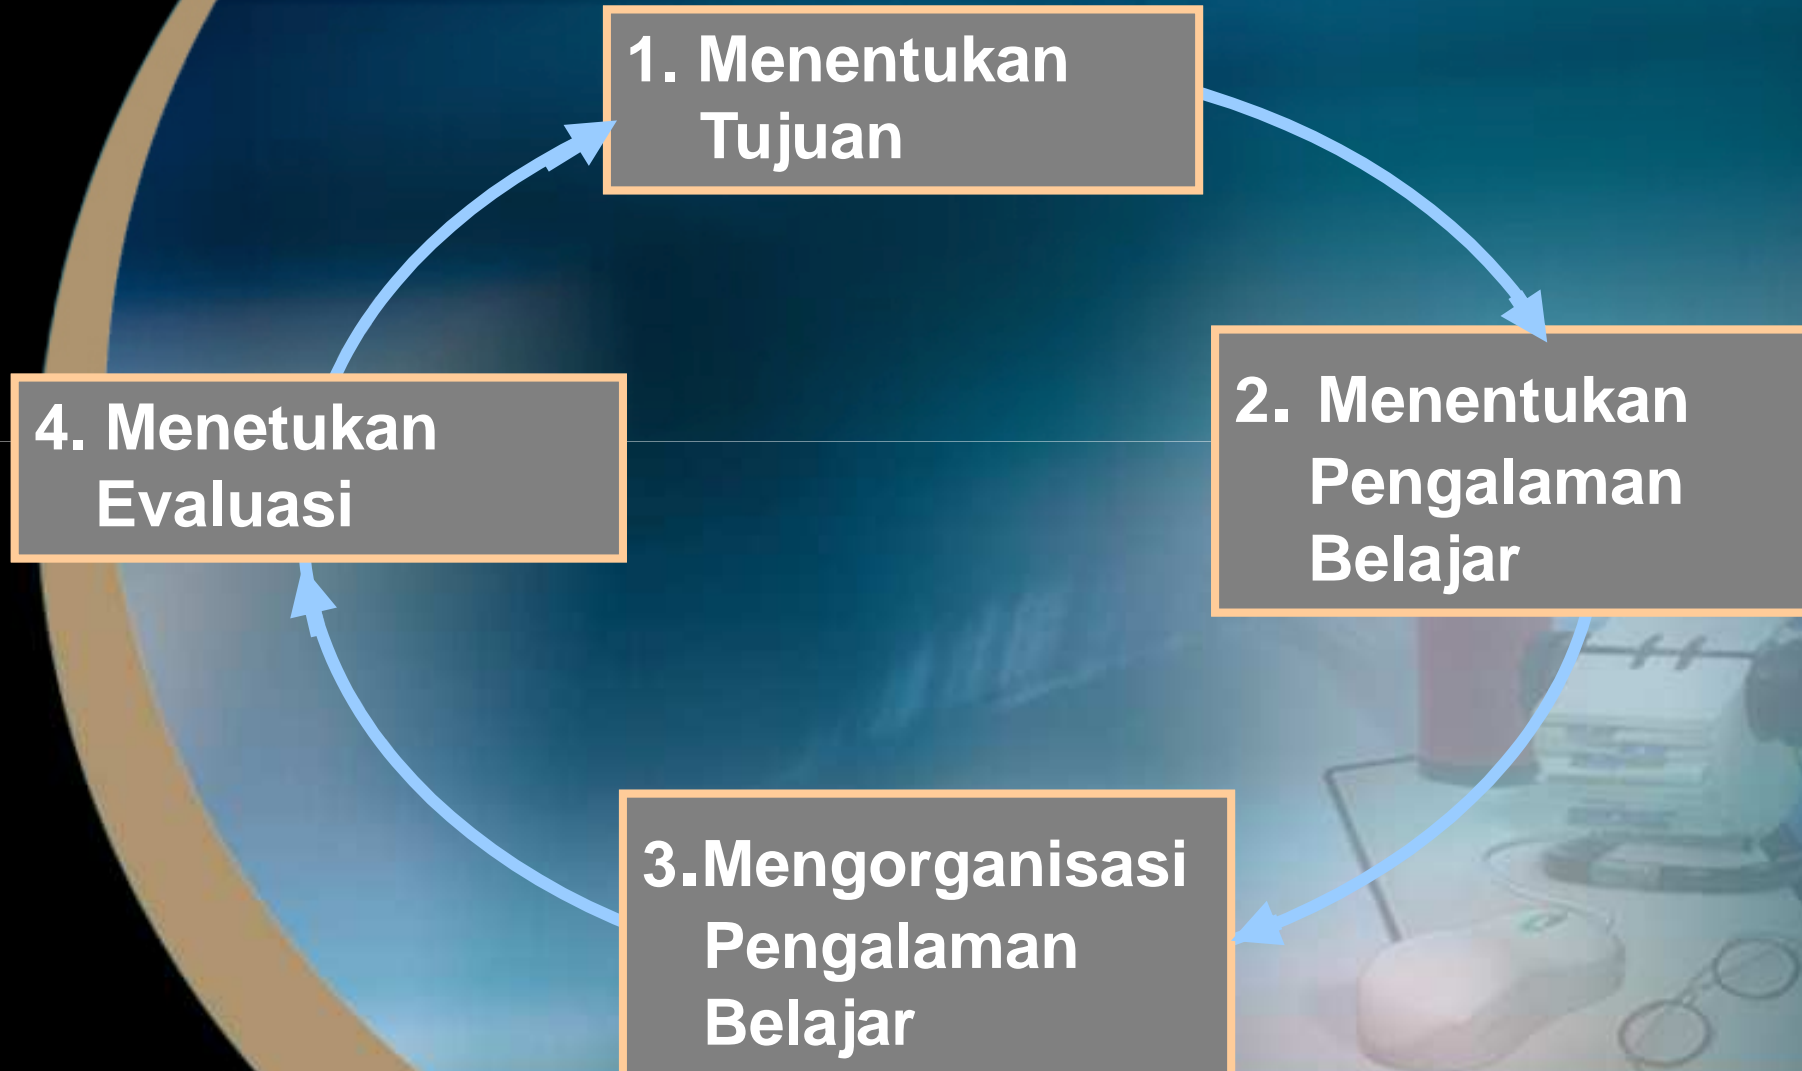 1. Menentukan
Tujuan
2. Menentukan
Pengalaman
Belajar
3.Mengorganisasi
Pengalaman
Belajar
4. Menetukan
Evaluasi